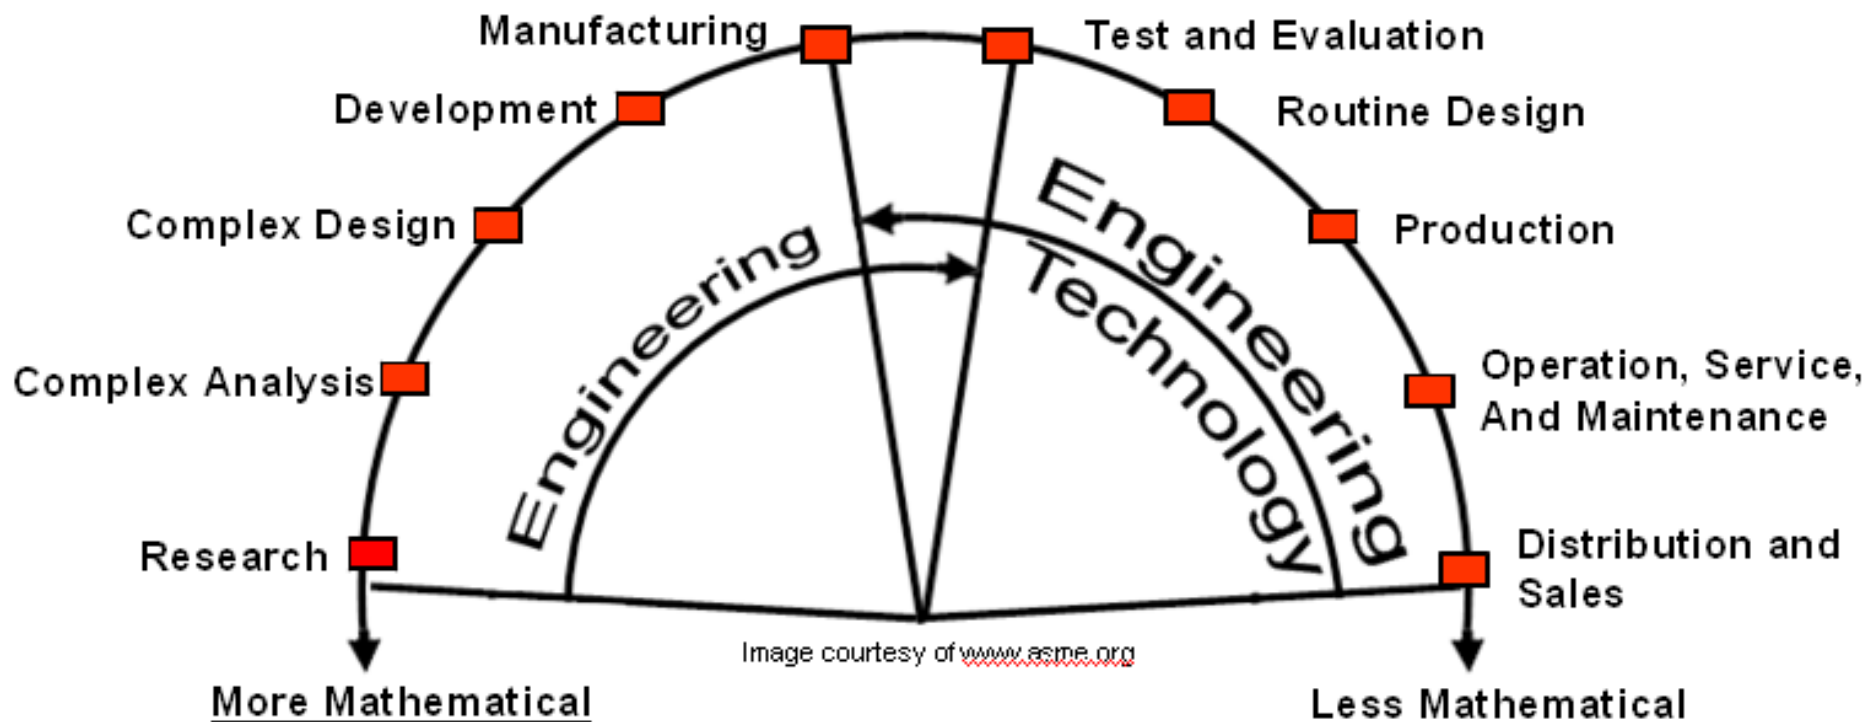 Manufacturing
Test and Evaluation
Development
Routine Design
Complex Design
Production
Engineering
Engineering
Technology
Complex Analysis
Operation, Service,
And Maintenance
Research
Distribution and
Sales
Image courtesy of www.asme.org
More Mathematical
Less Mathematical